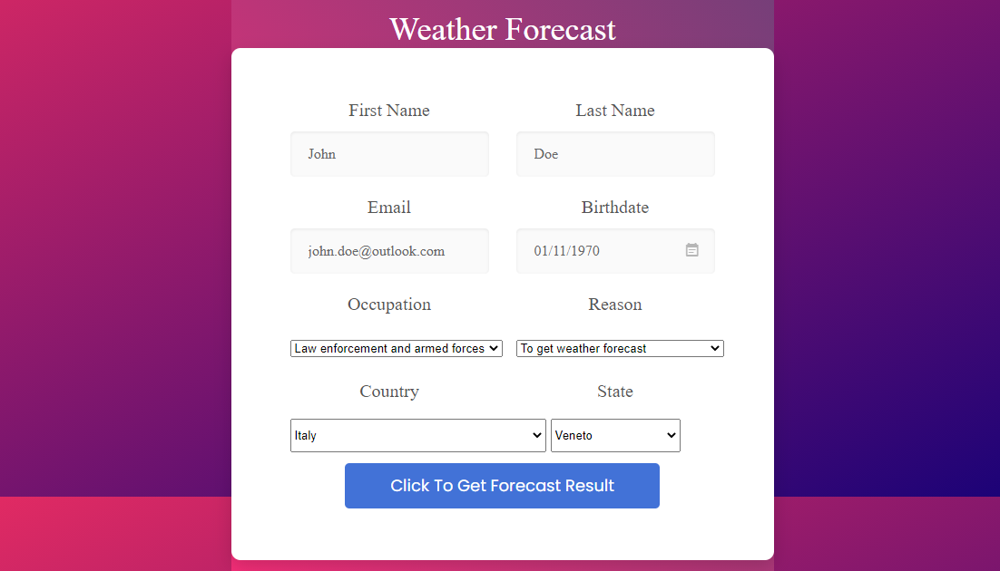 Weather Forecast
First Name Last Name
John Doe
Email Birthdate
john.doe@outlook.com 01/11/1970
Occupation Reason
Law enforcement and armed forces To get weather forecast
Country State
Italy Veneto
Click To Get Forecast Result